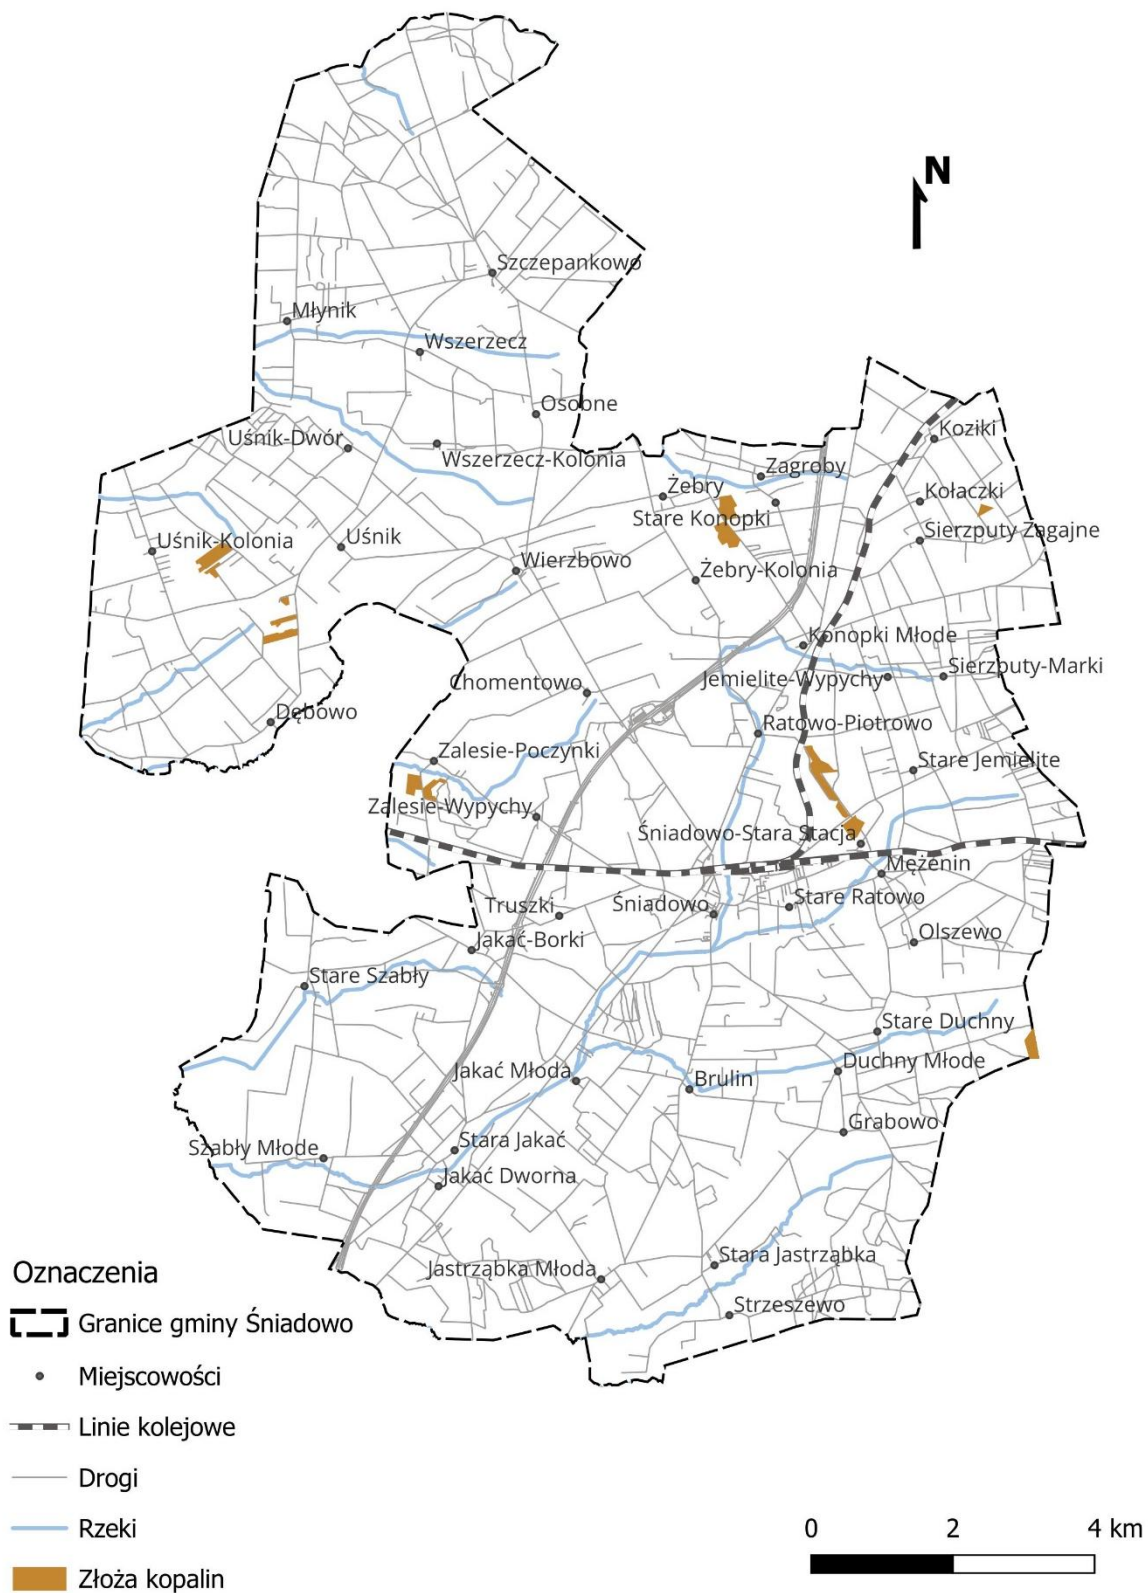 N
Szczepankowo
Młynik
Wszerzecz
Osobne
Uśnik-Dwór
Koziki
Wszerzecz-Kolonia
Zagroby
Żebry
Kołaczki
Stare Konopki
Sierzputy Zagajne
Uśnik-Kolonia
Uśnik
Wierzbowo
Żebry-Kolonia
Konopki Młode
Sierzputy-Marki
Chomentowo
Jemielite-Wypychy
Dębowo
Ratowo-Piotrowo
Zalesie-Poczynki
Stare Jemielite
Zalesie-Wypychy
Śniadowo-Stara Stacja
Mężenin
Truszki
Śniadowo
Stare Ratowo
Jakać-Borki
Olszewo
Stare Szabły
Stare Duchny
Jakać Młoda
Brulin
Duchny Młode
Grabowo
Szabły Młode
Stara Jakać
Jakać Dworna
Stara Jastrząbka
Jastrząbka Młoda
Strzeszewo
Oznaczenia
Granice gminy Śniadowo
Miejscowości
Linie kolejowe
Drogi
Rzeki
Złoża kopalin
0 2 4 km